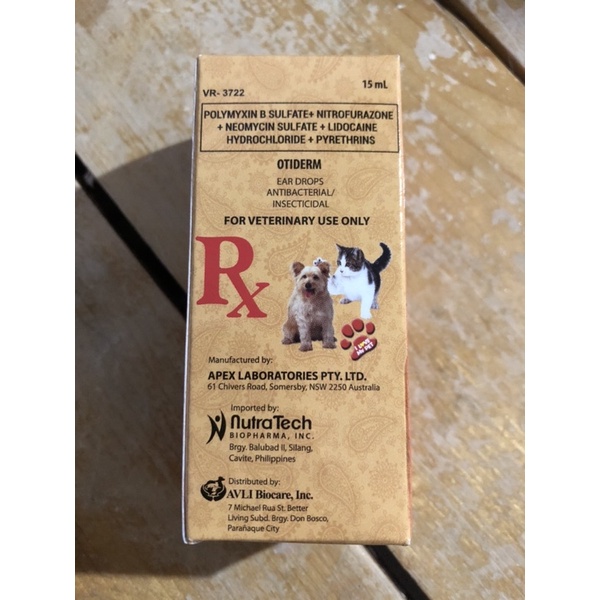 VR- 3722
15 mL
POLYMYXIN B SULFATE+ NITROFURAZONE
+ NEOMYCIN SULFATE + LIDOCAINE
HYDROCHLORIDE + PYRETHRINS
OTIDERM
EAR DROPS
ANTIBACTERIAL/
INSECTICIDAL
FOR VETERINARY USE ONLY
Rx
I LOVE
MY PET
Manufactured by:
APEX LABORATORIES PTY. LTD.
61 Chivers Road, Somersby, NSW 2250 Australia
Imported by:
NutraTech
BIOPHARMA, INC.
Brgy. Balubad II, Silang,
Cavite, Philippines
Distributed by:
AVLI Biocare, Inc.
7 Michael Rua St. Better
Living Subd. Brgy. Don Bosco,
Parañaque City